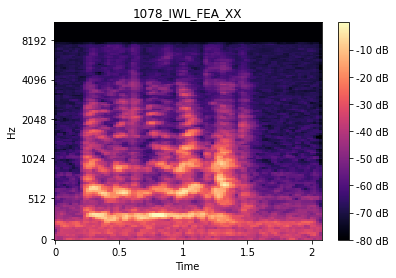 1078_IWL_FEA_XX
8192
4096
2048
1024
512
0
Hz
0
0.5
1
1.5
2
Time
-10 dB
-20 dB
-30 dB
-40 dB
-50 dB
-60 dB
-70 dB
-80 dB